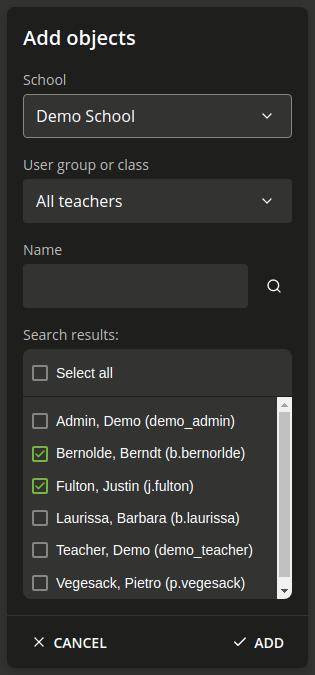 Add objects
School
Demo School
User group or class
All teachers
Name
Search results:
Select all
Admin, Demo (demo_admin)
Bernolde, Berndt (b.bernorlde)
Fulton, Justin (j.fulton)
Laurissa, Barbara (b.laurissa)
Teacher, Demo (demo_teacher)
Vegesack, Pietro (p.vegesack)
CANCEL ADD